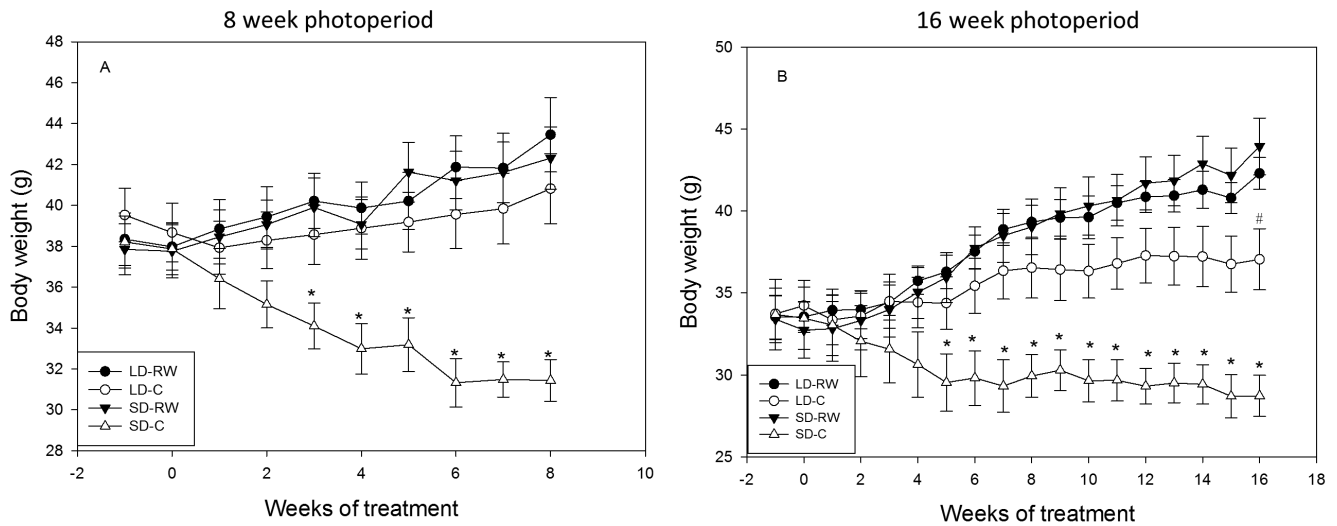 8 week photoperiod
16 week photoperiod
A
48
46
44
42
40
38
36
34
32
30
28
-2
0
2
4
6
8
10
Body weight (g)
Weeks of treatment
LD-RW
LD-C
SD-RW
SD-C
* * * * * *
B
50
45
40
35
30
25
-2
0
2
4
6
8
10
12
14
16
18
Body weight (g)
Weeks of treatment
LD-RW
LD-C
SD-RW
SD-C
#
* * * * * * * * * * * *